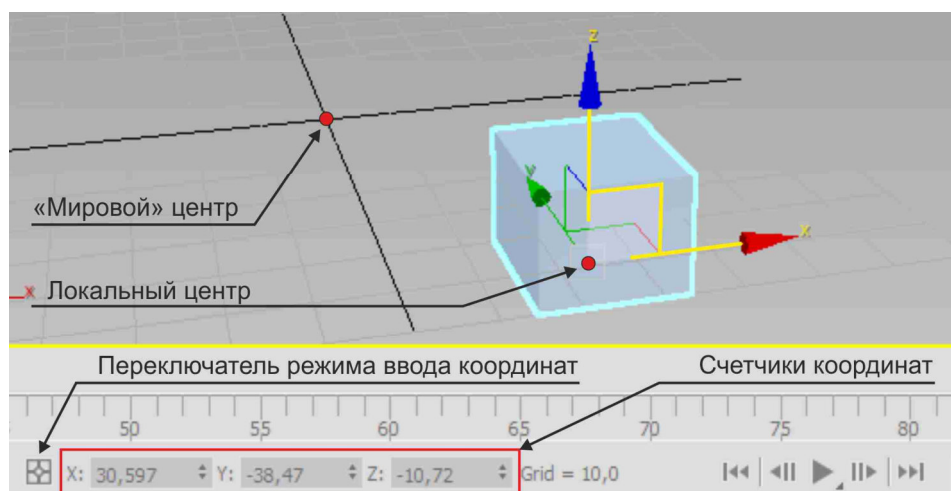 z
«Мировой» центр
y
x
x Локальный центр
Переключатель режима ввода координат
Счетчики координат
50 55 60 65 70 75 80
X: 30,597 Y: -38,47 Z: -10,72 Grid = 10,0